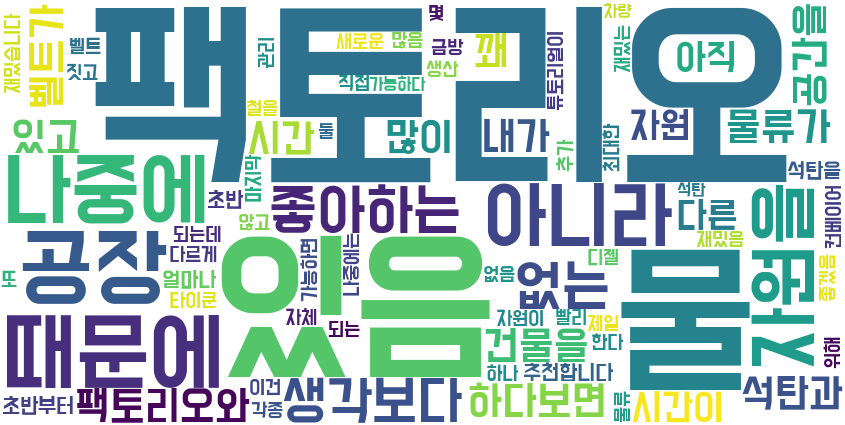 팩토리오
재밌습니다
벨트가
벨트
짓고
관리
새로운
많음
몇
금방
생산
꽤
차량
재밌는
아직
공간을
튜토리얼이
직접
가능하다
철을
시간
둘
많이
내가
추가
최대한
자원
물류가
있고
나중에
초반
마지막
좋아하는
아니라
석탄
다른
석탄을
자원을
컨베이어
않고
되는데
다르게
공장
얼마나
타이쿤
또
있음
가능하면
나중에는
없음
디젤
재밌음
좋겠음
없는
물
때문에
자체
되는
자원이
빨리
제일
건물을
한다
위해
하나
추천합니다
초반부터
팩토리오와
이건
각종
생각보다
하다보면
물류
시간이
석탄과